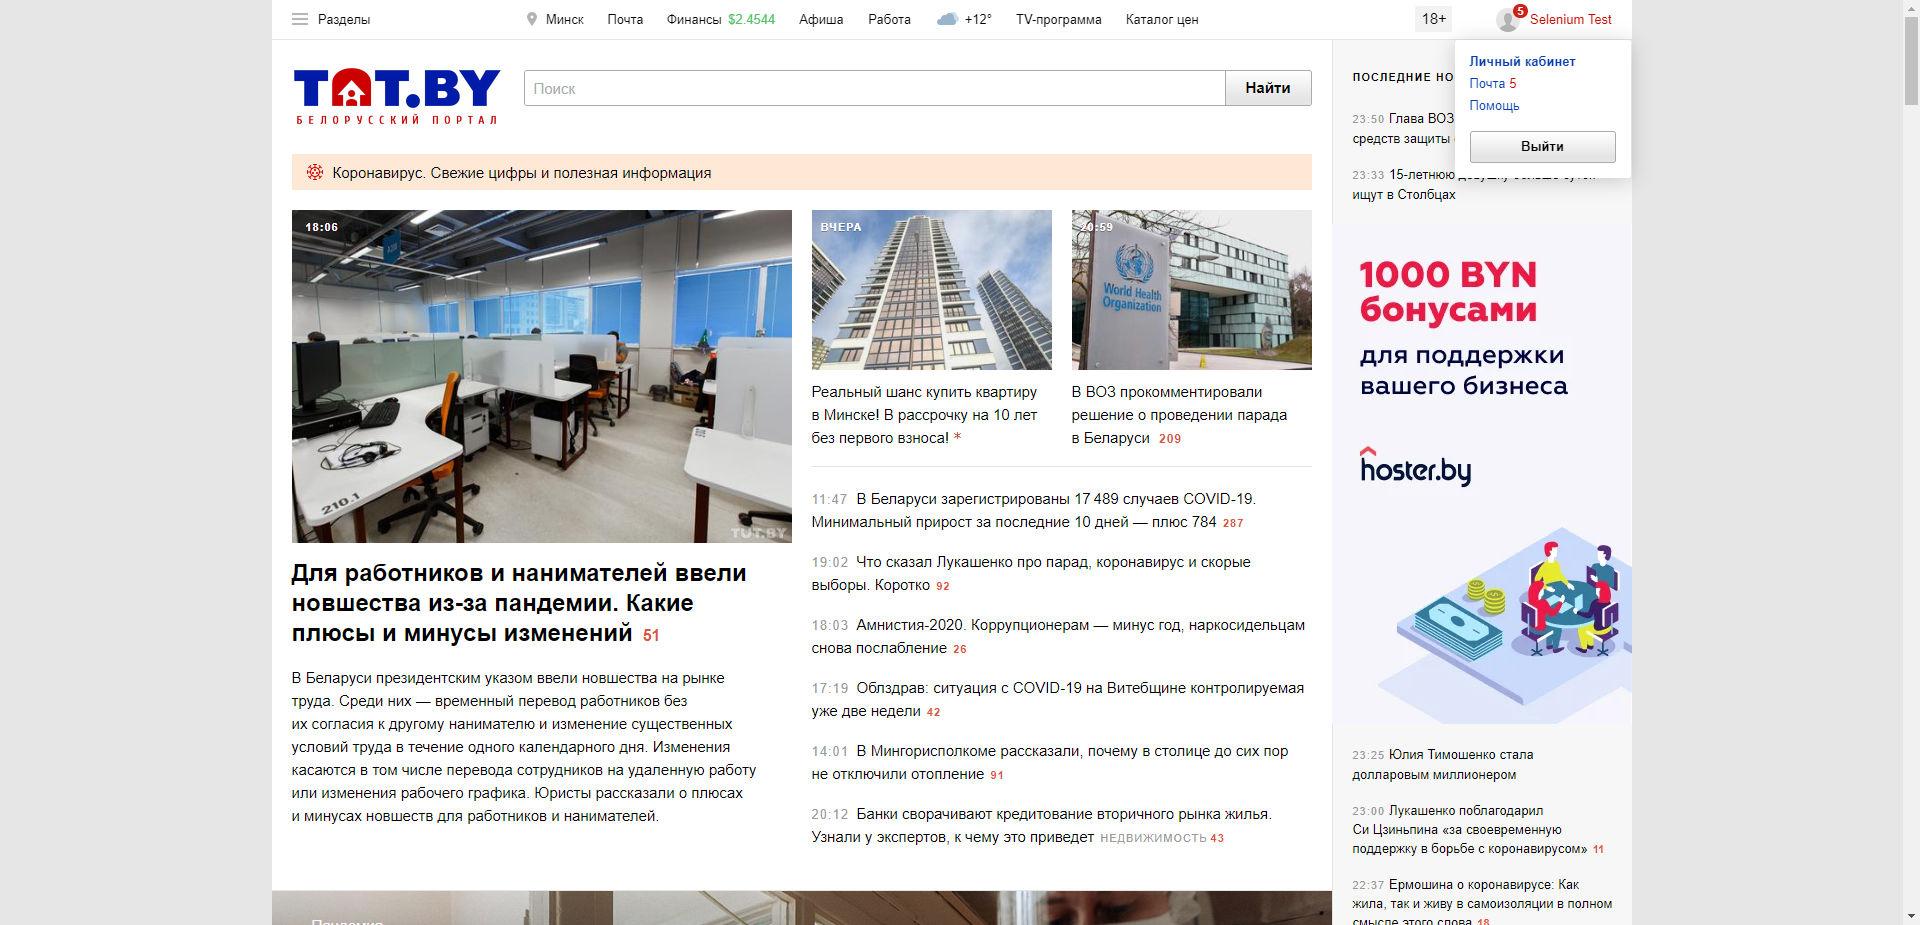 Разделы
Минск
Почта
Финансы $2.4544
Афиша
Работа
+12°
TV-программа
Каталог цен
18+
5
Selenium Test
Личный кабинет
Почта 5
Помощь
Выйти
TUT.BY
БЕЛОРУССКИЙ ПОРТАЛ
Поиск
Найти
Коронавирус. Свежие цифры и полезная информация
18:06
210.1
TUT.BY
Для работников и нанимателей ввели
новшества из-за пандемии. Какие
плюсы и минусы изменений 51
В Беларуси президентским указом ввели новшества на рынке
труда. Среди них — временный перевод работников без
их согласия к другому нанимателю и изменение существенных
условий труда в течение одного календарного дня. Изменения
касаются в том числе перевода сотрудников на удаленную работу
или изменения рабочего графика. Юристы рассказали о плюсах
и минусах новшеств для работников и нанимателей.
ВЧЕРА
Реальный шанс купить квартиру
в Минске! В рассрочку на 10 лет
без первого взноса! *
20:59
World Health
Organization
В ВОЗ прокомментировали
решение о проведении парада
в Беларуси 209
11:47 В Беларуси зарегистрированы 17 489 случаев COVID-19.
Минимальный прирост за последние 10 дней — плюс 784 287
19:02 Что сказал Лукашенко про парад, коронавирус и скорые
выборы. Коротко 92
18:03 Амнистия-2020. Коррупционерам — минус год, наркосидельцам
снова послабление 26
17:19 Облздрав: ситуация с COVID-19 на Витебщине контролируемая
уже две недели 42
14:01 В Мингорисполкоме рассказали, почему в столице до сих пор
не отключили отопление 91
20:12 Банки сворачивают кредитование вторичного рынка жилья.
Узнали у экспертов, к чему это приведет НЕДВИЖИМОСТЬ 43
Пандемия
ПОСЛЕДНИЕ НО
23:50 Глава ВОЗ
средств защиты
23:33 15-летнюю девушку больше суток
ищут в Столбцах
1000 BYN
бонусами
для поддержки
вашего бизнеса
hoster.by
23:25 Юлия Тимошенко стала
долларовым миллионером
23:00 Лукашенко поблагодарил
Си Цзиньпина «за своевременную
поддержку в борьбе с коронавирусом» 11
22:37 Ермошина о коронавирусе: Как
жила, так и живу в самоизоляции в полном
смысле этого слова 18